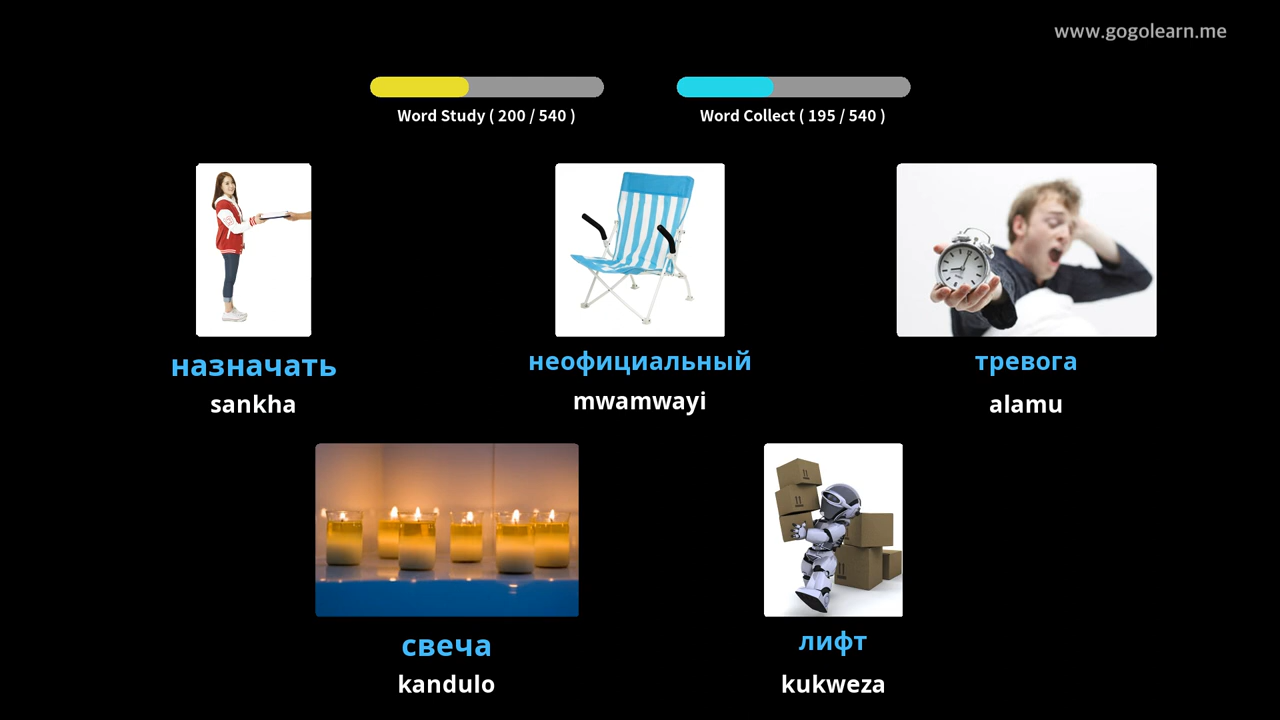 www.gogolearn.me
Word Study ( 200 / 540 )
Word Collect ( 195 / 540 )
назначать
sankha
неофициальный
mwamwayi
тревога
alamu
свеча
kandulo
лифт
kukweza